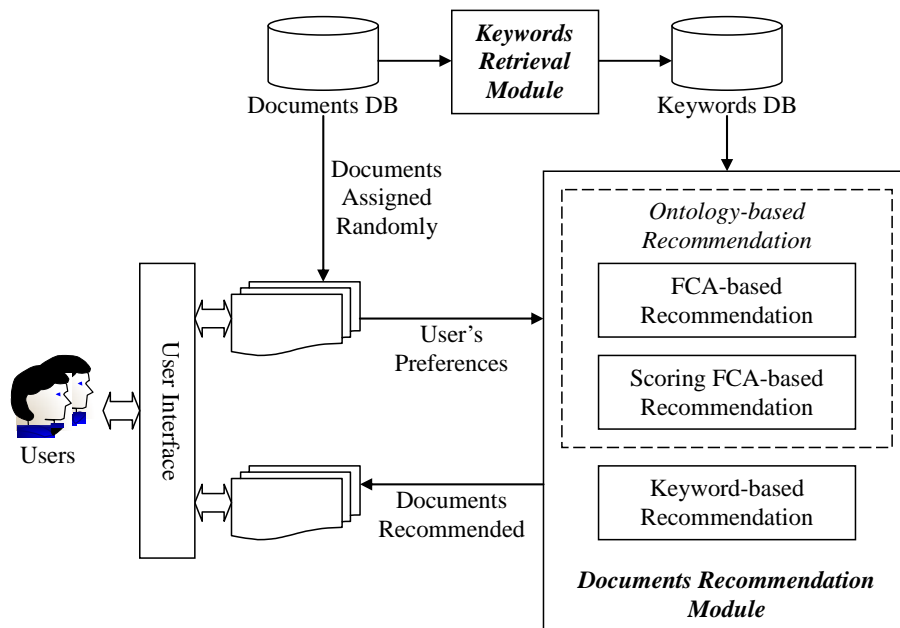 Keywords
Retrieval
Module
Documents DB
Keywords DB
Documents
Assigned
Randomly
Ontology-based
Recommendation
FCA-based
Recommendation
User's
Preferences
User Interface
Scoring FCA-based
Recommendation
Users
Documents
Recommended
Keyword-based
Recommendation
Documents Recommendation
Module